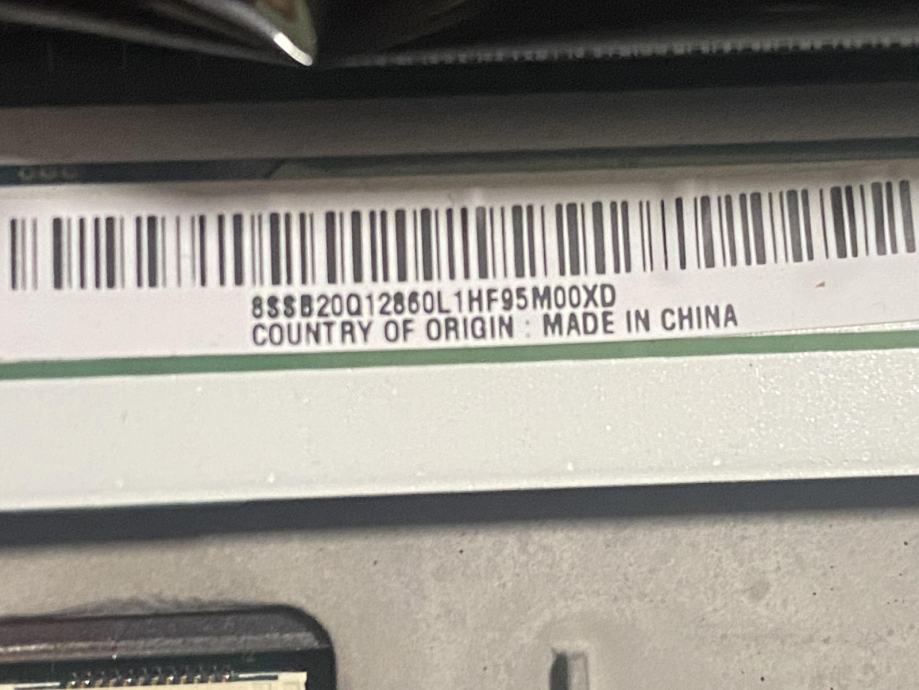 8SSB20Q12860L1HF95M00XD
COUNTRY OF ORIGIN : MADE IN CHINA